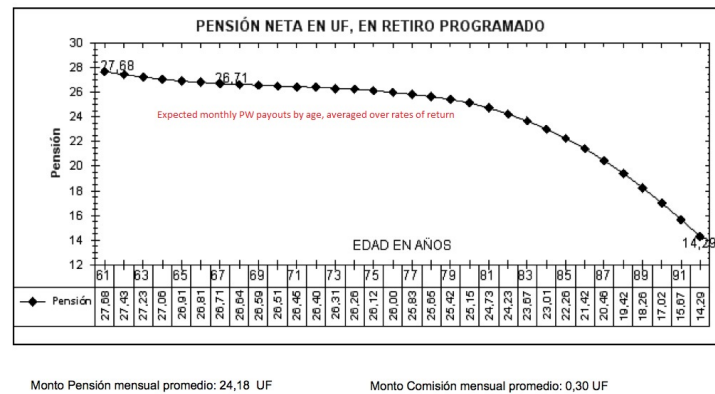 PENSIÓN NETA EN UF, EN RETIRO PROGRAMADO
30
28
26
24
22
20
18
16
14
12
Pensión
27,68
26,71
14,29
Expected monthly PW payouts by age, averaged over rates of return
EDAD EN AÑOS
61 63 65 67 69 71 73 75 77 79 81 83 85 87 89 91
Pensión 27,68 27,43 27,23 27,06 26,91 26,81 26,71 26,64 26,59 26,51 26,46 26,40 26,31 26,26 26,12 26,00 25,83 25,65 25,42 25,15 24,73 24,23 23,67 23,01 22,26 21,42 20,46 19,42 18,26 17,02 15,67 14,29
Monto Pensión mensual promedio: 24,18 UF
Monto Comisión mensual promedio: 0,30 UF